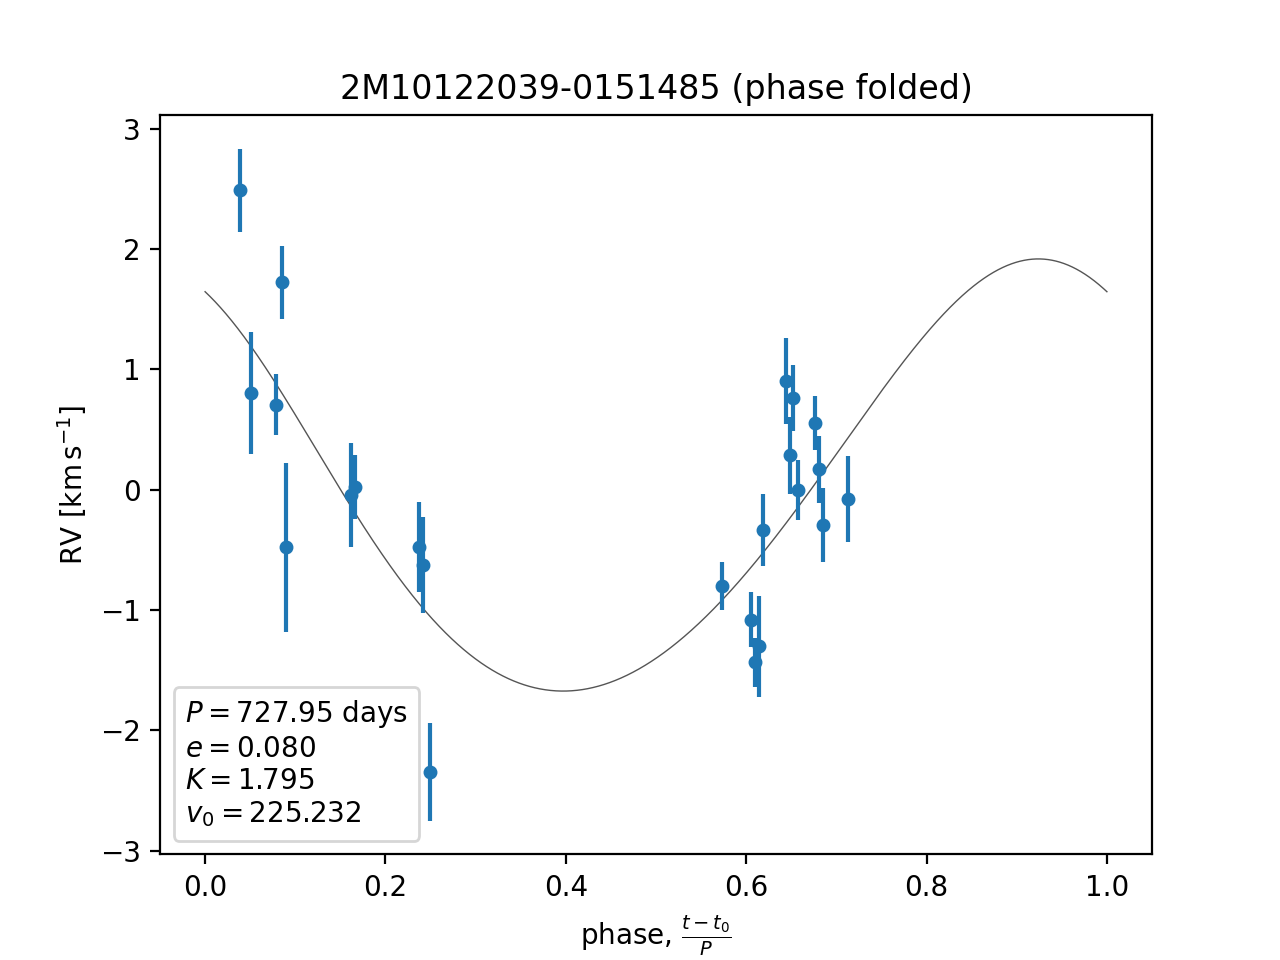 2M10122039-0151485 (phase folded)
3
2
1
0
−1
−2
−3
RV [km s⁻¹]
P = 727.95 days
e = 0.080
K = 1.795
v₀ = 225.232
0.0 0.2 0.4 0.6 0.8 1.0
phase, (t − t₀)/P